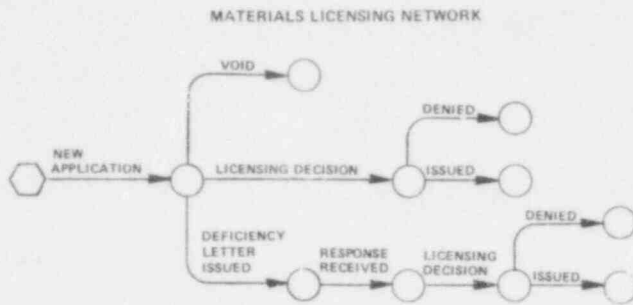 MATERIALS LICENSING NETWORK
VOID
DENIED
NEW
APPLICATION
LICENSING DECISION
ISSUED
DEFICIENCY
LETTER
ISSUED
RESPONSE
RECEIVED
LICENSING
DECISION
DENIED
ISSUED